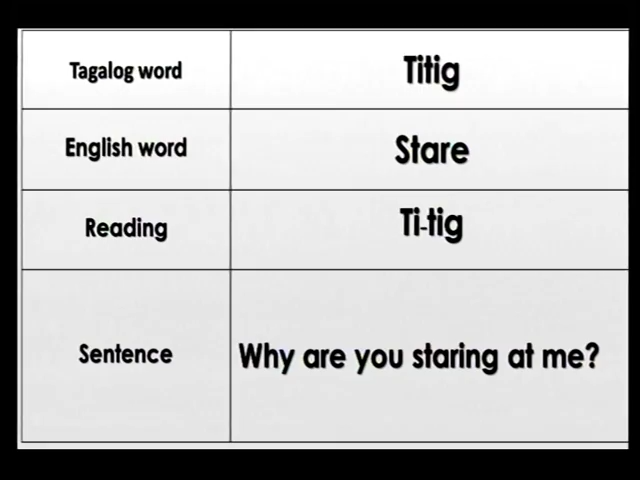 Tagalog word Titig
English word Stare
Reading Ti-tig
Sentence Why are you staring at me?